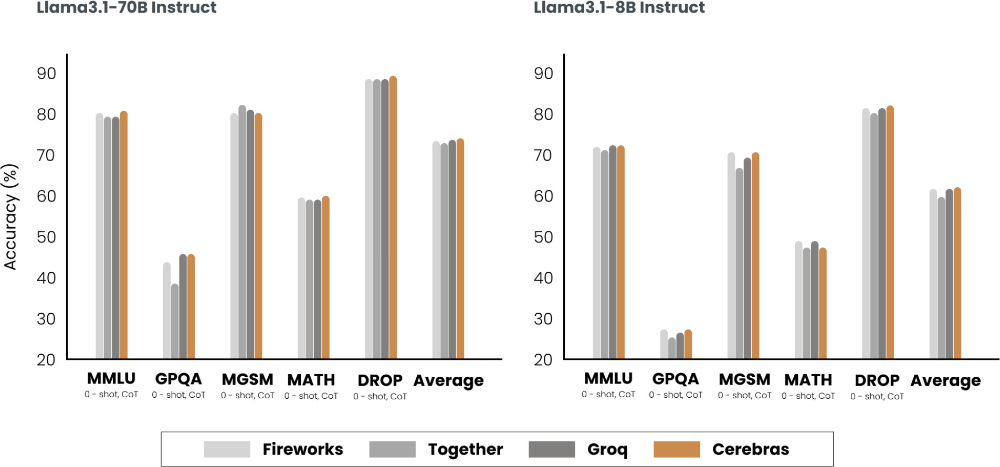 Llama3.1-70B Instruct
Accuracy (%)
90
80
70
60
50
40
30
20
MMLU GPQA MGSM MATH DROP Average
0 - shot, CoT 0 - shot, CoT 0 - shot, CoT 0 - shot, CoT 0 - shot, CoT
Llama3.1-8B Instruct
90
80
70
60
50
40
30
20
MMLU GPQA MGSM MATH DROP Average
0 - shot, CoT 0 - shot, CoT 0 - shot, CoT 0 - shot, CoT 0 - shot, CoT
Fireworks Together Groq Cerebras